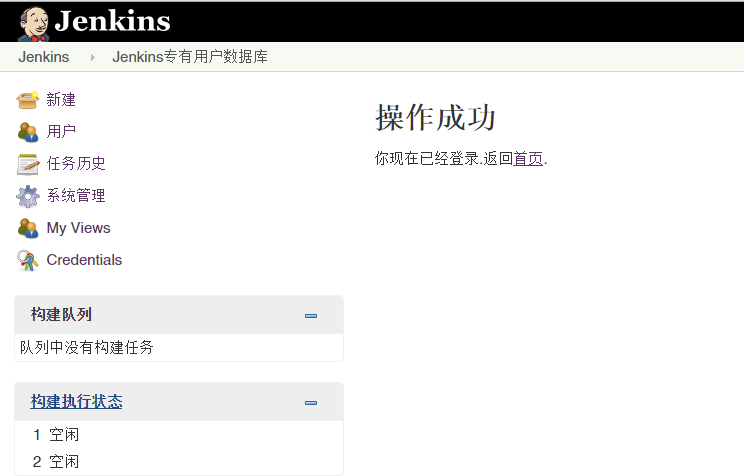 Jenkins
Jenkins
Jenkins专有用户数据库
新建
用户
任务历史
系统管理
My Views
Credentials
构建队列
队列中没有构建任务
构建执行状态
1 空闲
2 空闲
操作成功
你现在已经登录.返回首页.